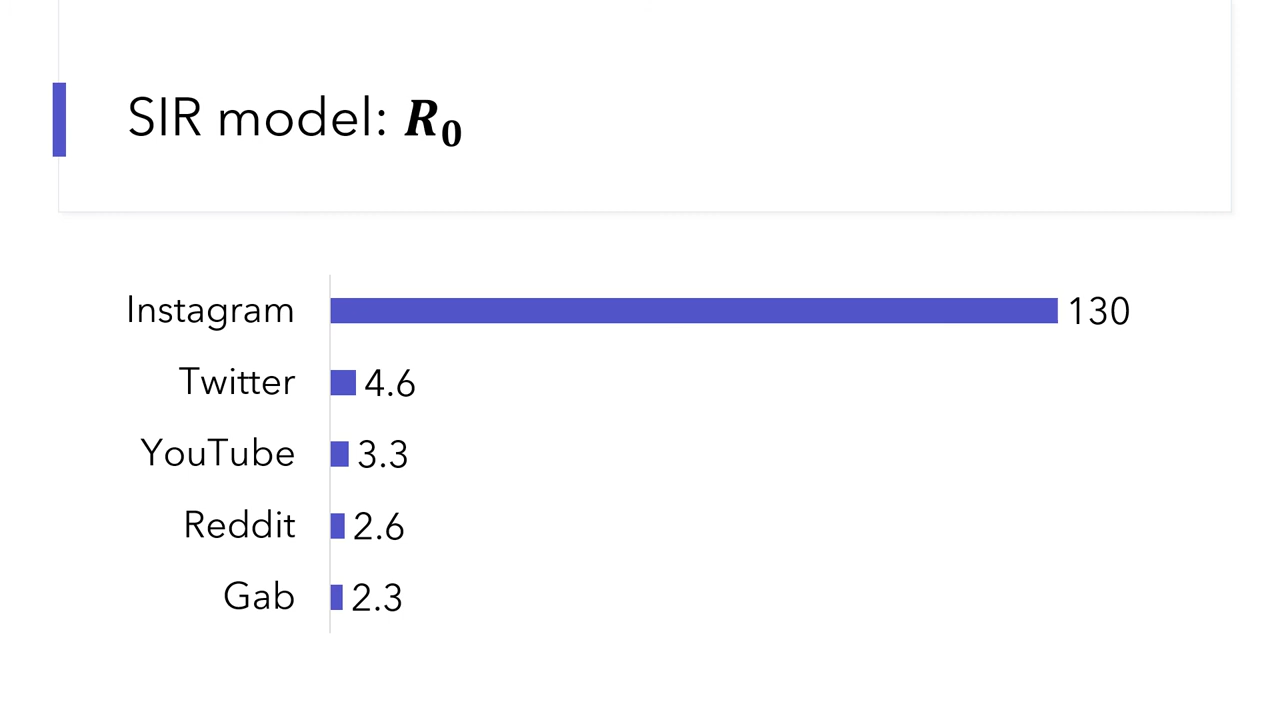 SIR model: R₀
Instagram 130
Twitter 4.6
YouTube 3.3
Reddit 2.6
Gab 2.3